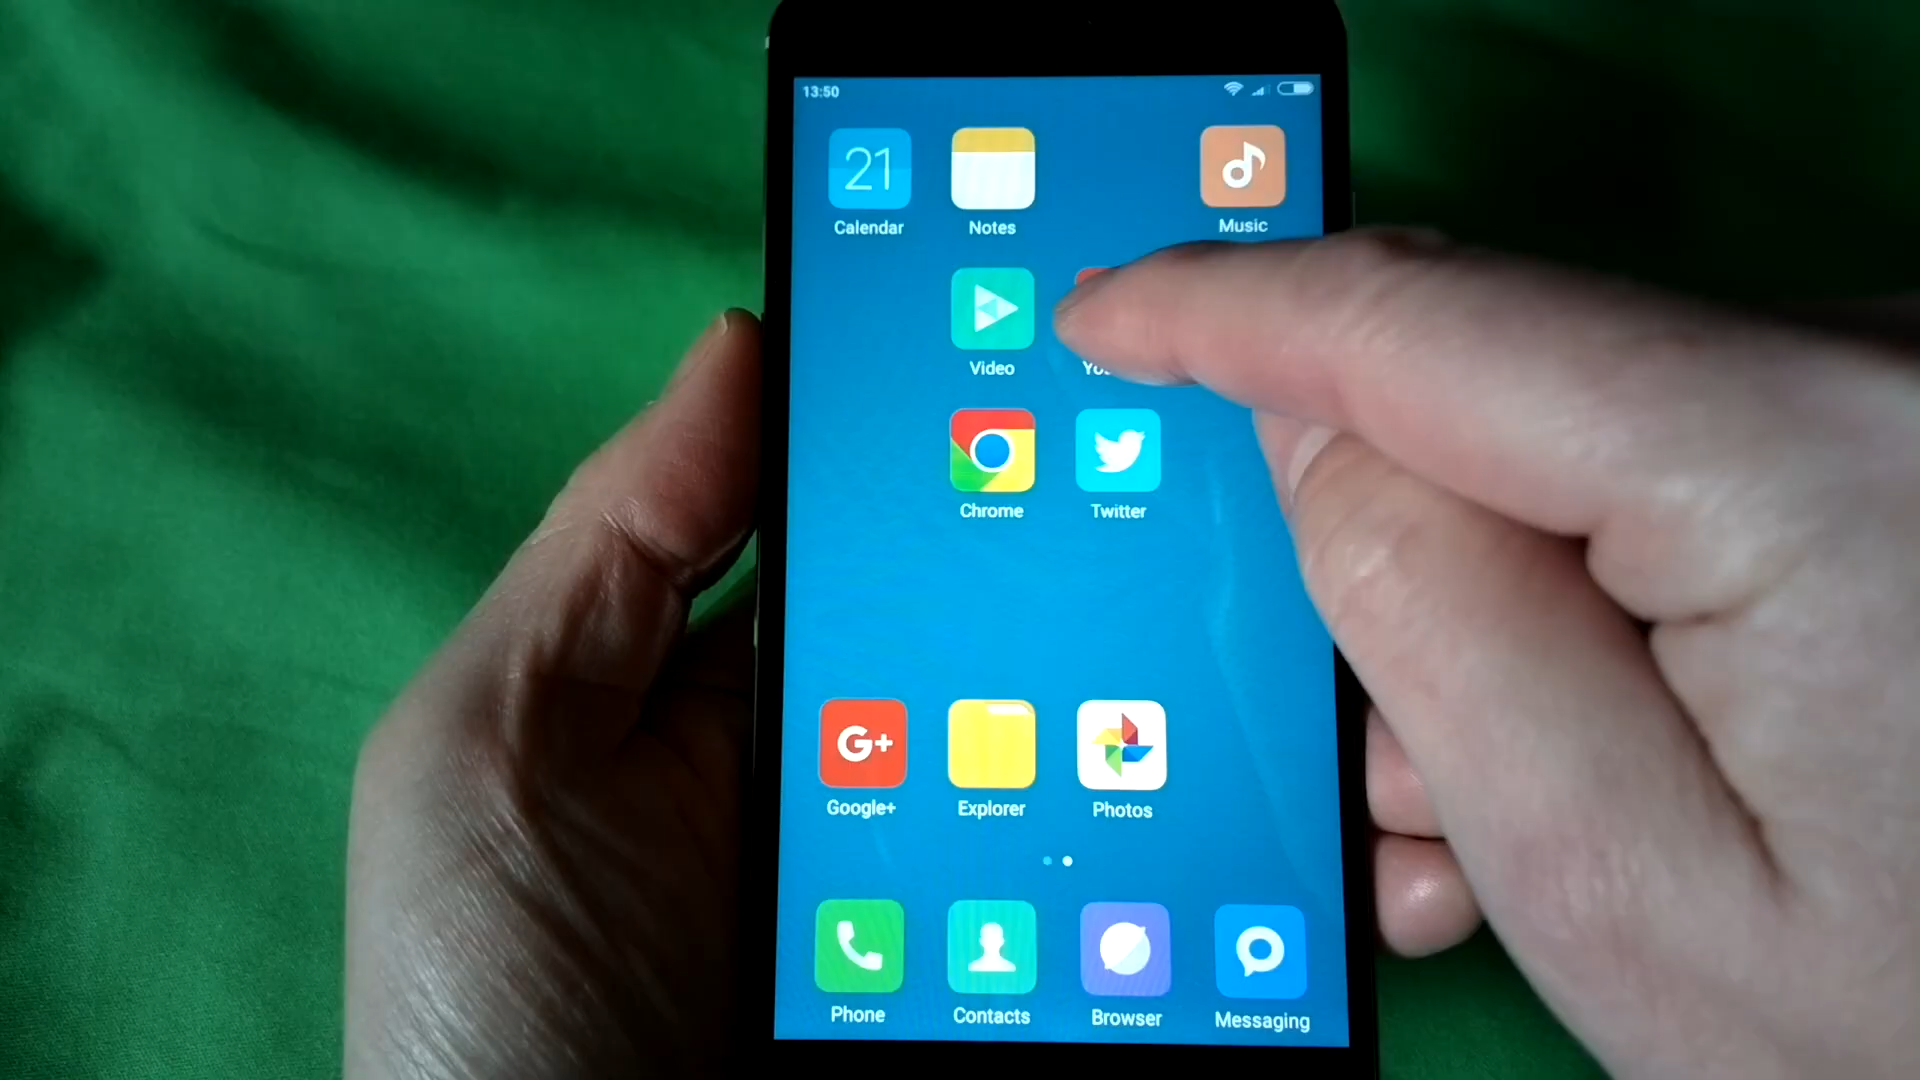 13:50
21
Calendar
Notes
Music
Video
Chrome
Twitter
G+
Google+
Explorer
Photos
Phone
Contacts
Browser
Messaging